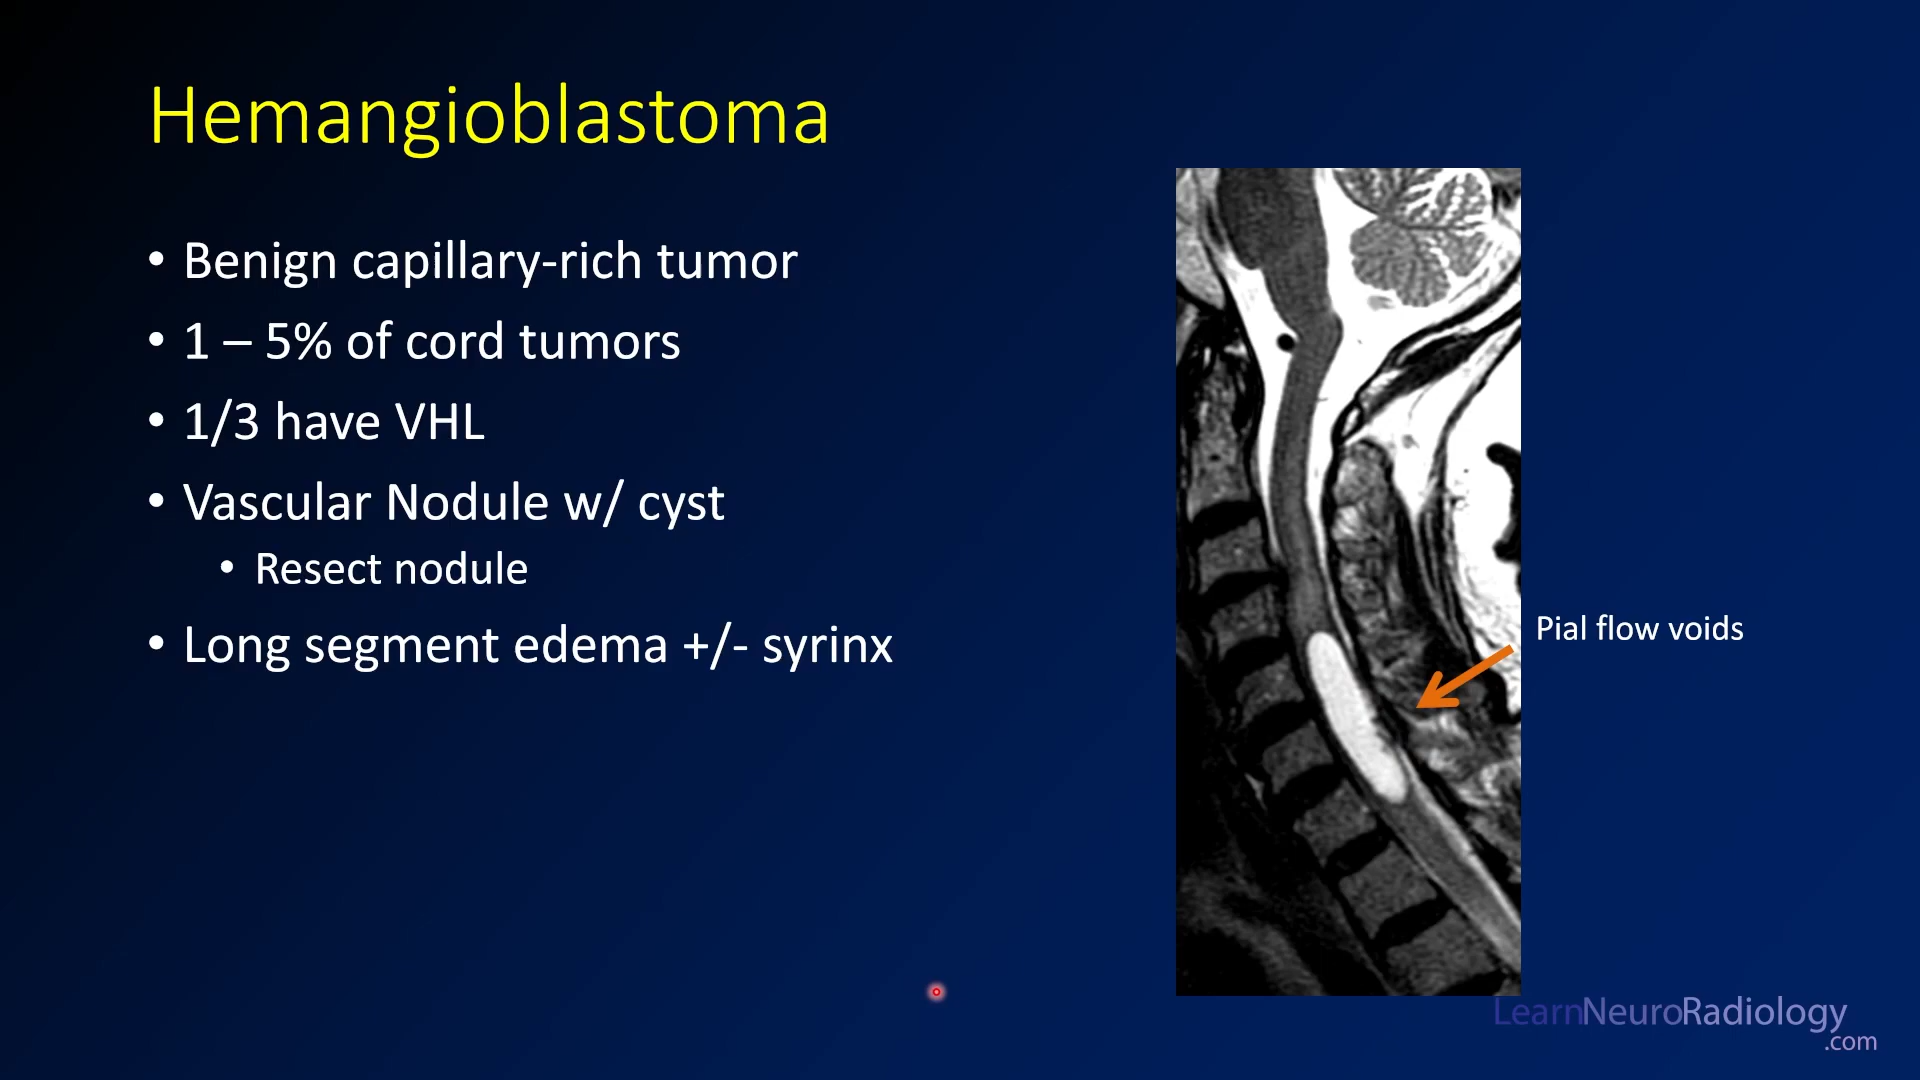 Hemangioblastoma
• Benign capillary-rich tumor
• 1 – 5% of cord tumors
• 1/3 have VHL
• Vascular Nodule w/ cyst
• Resect nodule
• Long segment edema +/- syrinx
Pial flow voids
LearnNeuroRadiology
.com